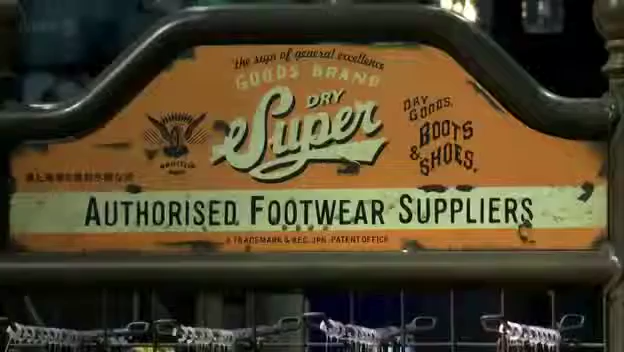 the sign of general excellence
GOODS BRAND
DRY
Super
DRY
GOODS,
BOOTS
& SHOES,
AUTHORISED FOOTWEAR SUPPLIERS
TRADEMARK & REG. JPN. PATENT OFFICE